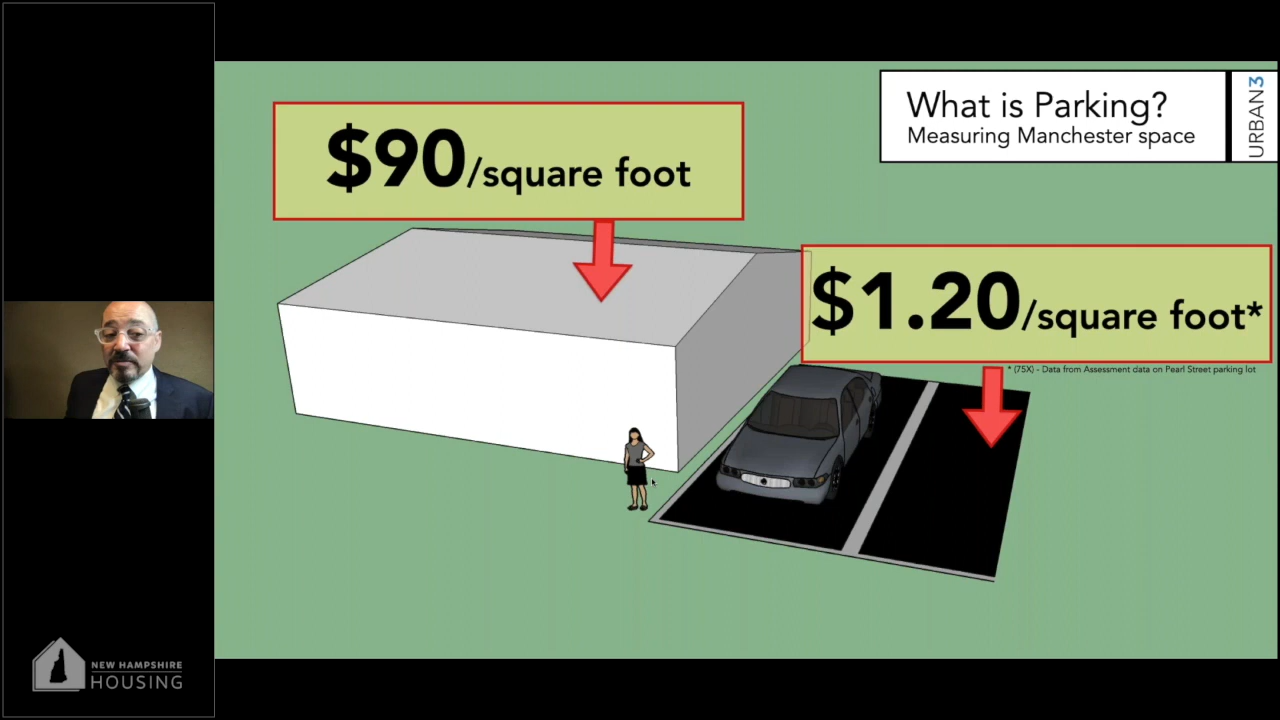 What is Parking?
Measuring Manchester space
URBAN3
$90/square foot
$1.20/square foot*
* (75X) - Data from Assessment data on Pearl Street parking lot
NEW HAMPSHIRE
HOUSING